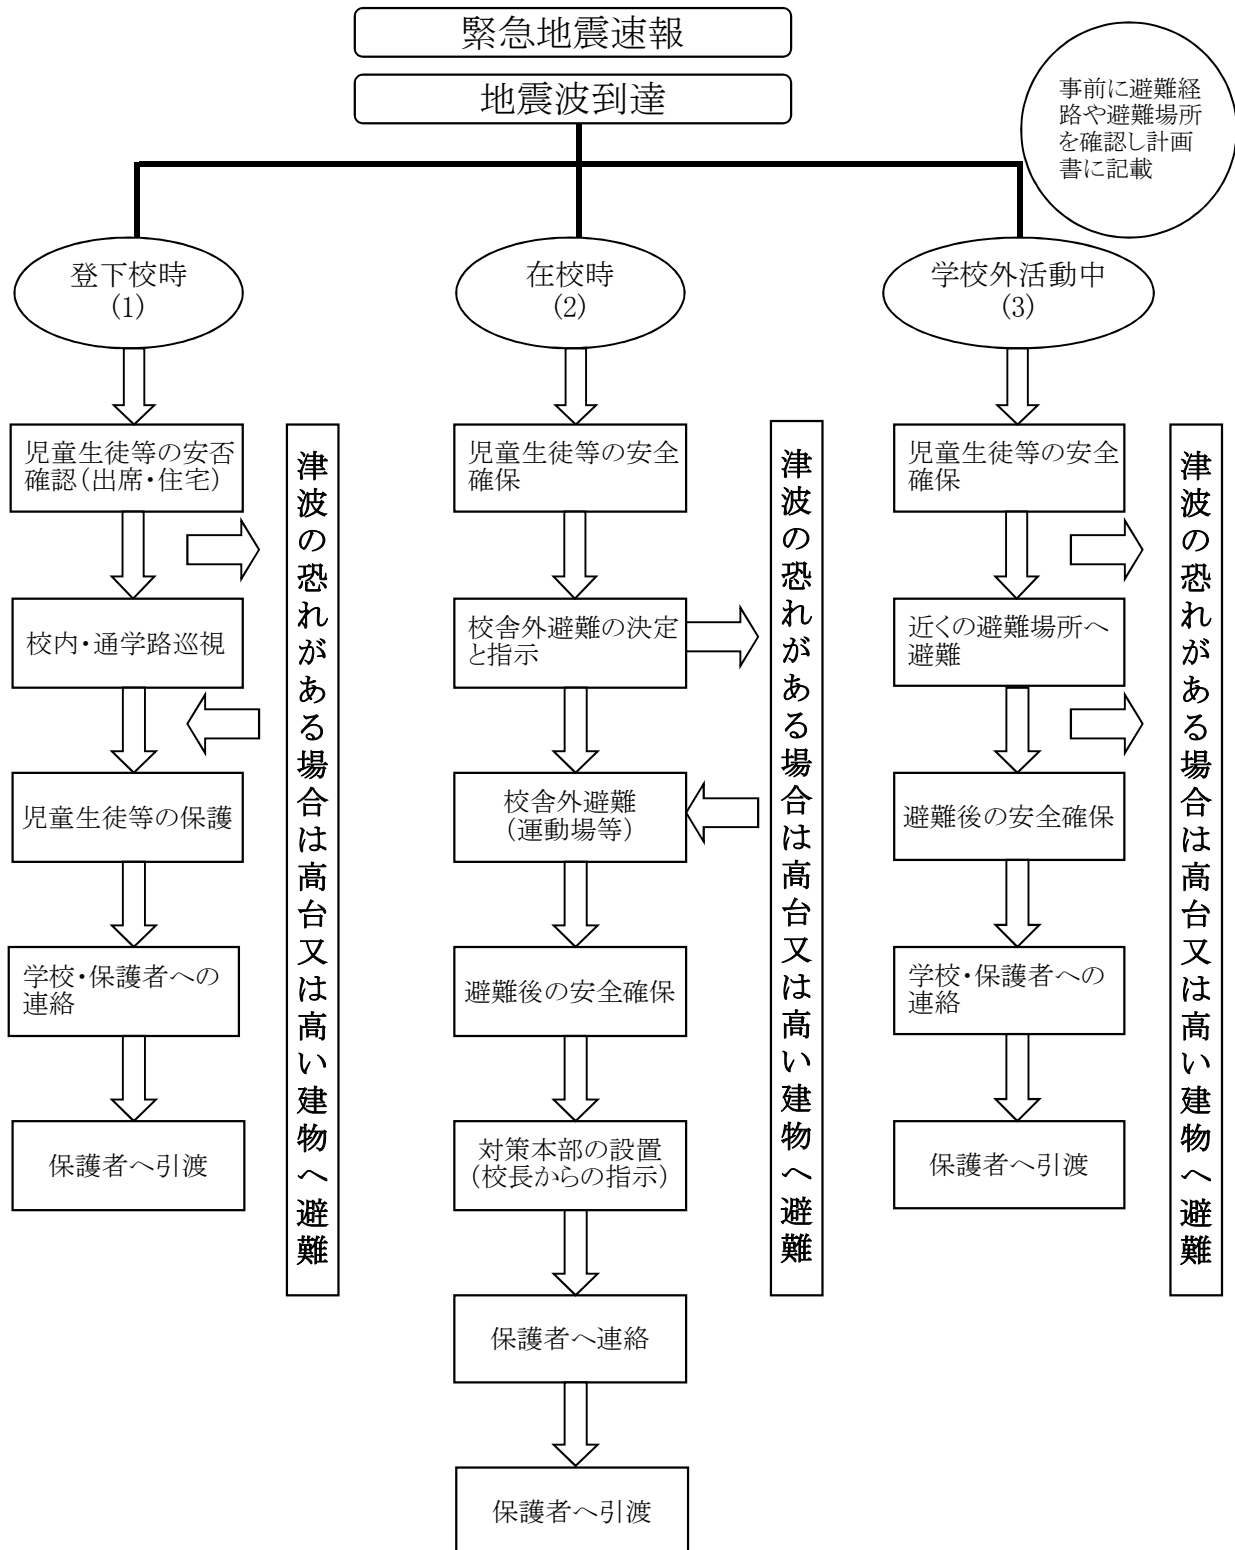 緊急地震速報
地震波到達
事前に避難経
路や避難場所
を確認し計画
書に記載
登下校時
(1)
児童生徒等の安否
確認(出席・住宅)
校内・通学路巡視
児童生徒等の保護
学校・保護者への
連絡
保護者へ引渡
津波の恐れがある場合は高台又は高い建物へ避難
在校時
(2)
児童生徒等の安全
確保
校舎外避難の決定
と指示
校舎外避難
(運動場等)
避難後の安全確保
対策本部の設置
(校長からの指示)
保護者へ連絡
保護者へ引渡
津波の恐れがある場合は高台又は高い建物へ避難
学校外活動中
(3)
児童生徒等の安全
確保
近くの避難場所へ
避難
避難後の安全確保
学校・保護者への
連絡
保護者へ引渡
津波の恐れがある場合は高台又は高い建物へ避難